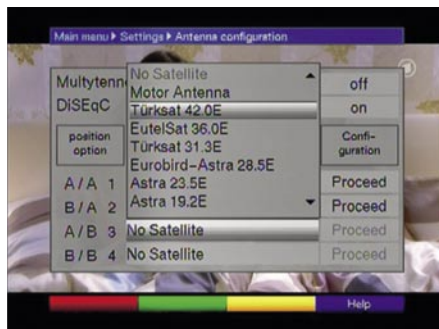 Main menu ▶ Settings ▶ Antenna configuration
Multytenn
off
DiSEqC
on
position
option
Confi-
guration
No Satellite
Motor Antenna
Türksat 42.0E
EutelSat 36.0E
Türksat 31.3E
Eurobird-Astra 28.5E
Astra 23.5E
Astra 19.2E
A/A 1
Proceed
B/A 2
Proceed
A/B 3 No Satellite
Proceed
B/B 4 No Satellite
Proceed
Help